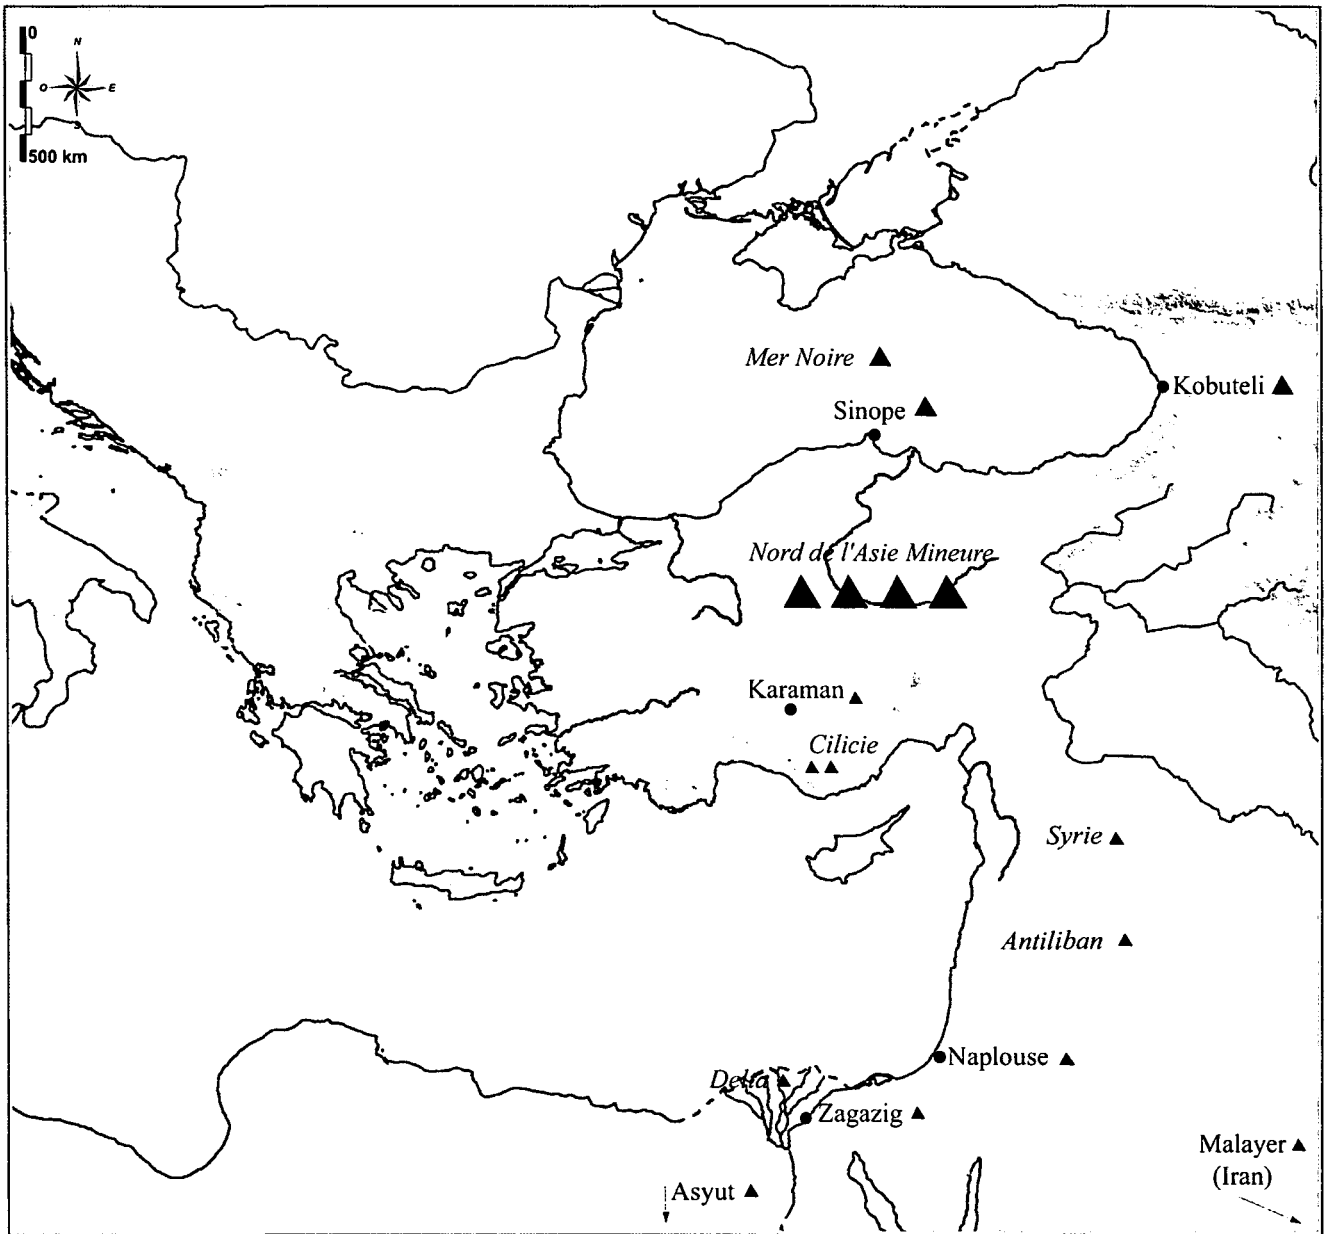 0
N
O
E
S
500 km
Mer Noire
Kobuteli
Sinope
Nord de l'Asie Mineure
Karaman
Cilicie
Syrie
Antiliban
Naplouse
Delta
Zagazig
Malayer
(Iran)
Asyut